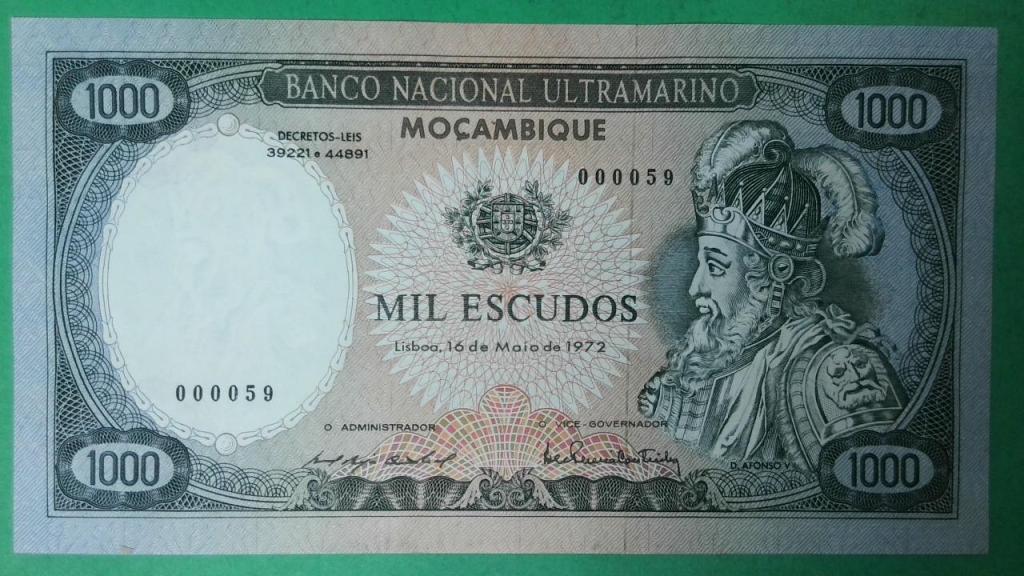 1000
BANCO NACIONAL ULTRAMARINO
1000
DECRETOS-LEIS
39221 e 44891
MOÇAMBIQUE
000059
MIL ESCUDOS
Lisboa, 16 de Maio de 1972
000059
O ADMINISTRADOR
O VICE-GOVERNADOR
D. AFONSO V
1000
1000